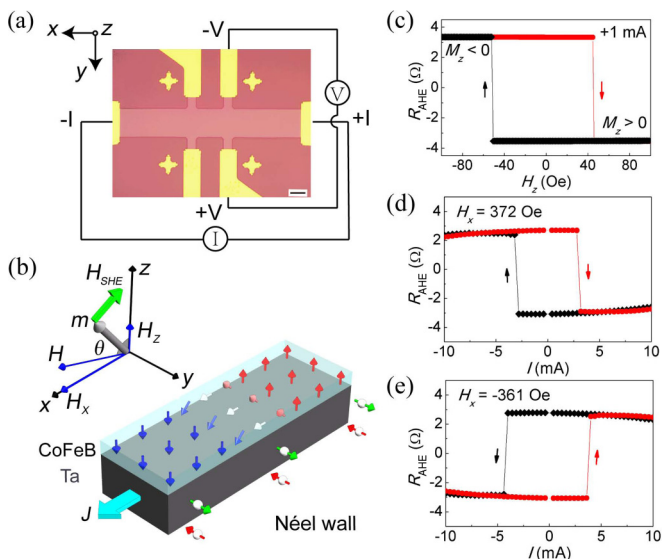 (a)
x
z
y
-V
V
-I
+I
+V
I
(b)
z
H_SHE
m
H_Z
θ
H
y
x
H_x
CoFeB
Ta
J
Néel wall
(c)
4
2
0
-2
-4
R_AHE (Ω)
+1 mA
M_z < 0
M_z > 0
-80 -40 0 40 80
H_z (Oe)
(d)
4
2
0
-2
-4
R_AHE (Ω)
H_x = 372 Oe
-10 -5 0 5 10
I (mA)
(e)
4
2
0
-2
-4
R_AHE (Ω)
H_x = -361 Oe
-10 -5 0 5 10
I (mA)